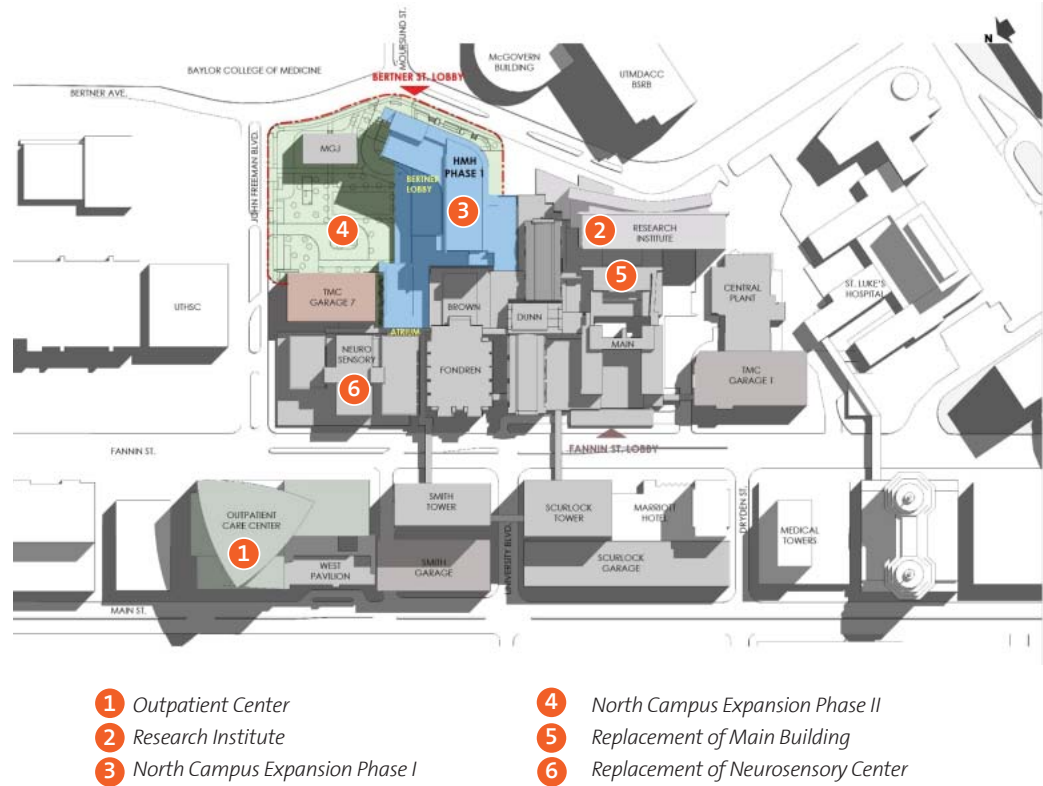 MOURSUND ST.
N
McGOVERN
BUILDING
UTMDACC
BSRB
BAYLOR COLLEGE OF MEDICINE
BERTNER ST. LOBBY
BERTNER AVE.
JOHN FREEMAN BLVD.
MGJ
HMH
PHASE 1
BERTNER
LOBBY
3
4
2
RESEARCH
INSTITUTE
5
ST. LUKE'S
HOSPITAL
CENTRAL
PLANT
UTHSC
TMC
GARAGE 7
BROWN
DUNN
ATRIUM
MAIN
NEURO
SENSORY
6
FONDREN
TMC
GARAGE 1
FANNIN ST.
FANNIN ST. LOBBY
OUTPATIENT
CARE CENTER
1
WEST
PAVILION
SMITH
TOWER
SMITH
GARAGE
UNIVERSITY BLVD.
SCURLOCK
TOWER
MARRIOTT
HOTEL
SCURLOCK
GARAGE
DRYDEN ST.
MEDICAL
TOWERS
MAIN ST.
1 Outpatient Center
2 Research Institute
3 North Campus Expansion Phase I
4 North Campus Expansion Phase II
5 Replacement of Main Building
6 Replacement of Neurosensory Center